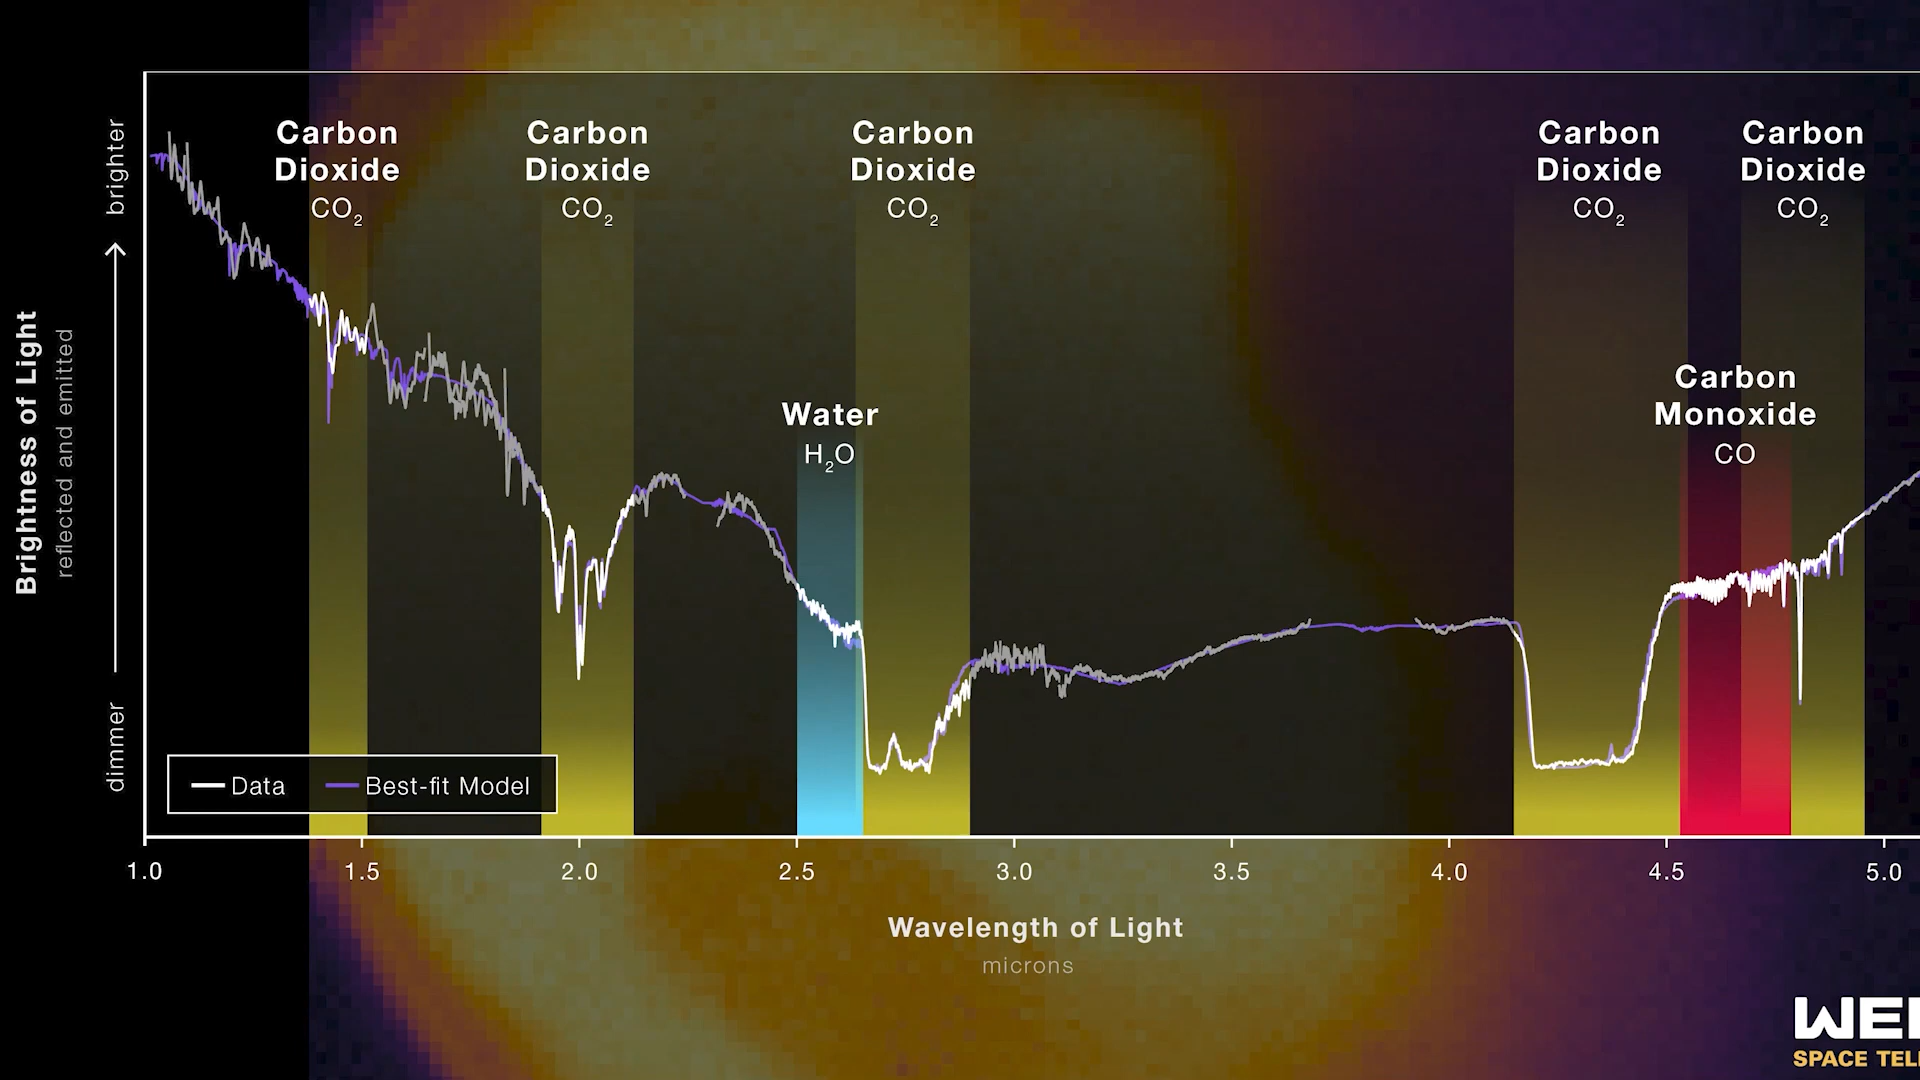 Carbon
Dioxide
CO₂
Carbon
Dioxide
CO₂
Carbon
Dioxide
CO₂
Carbon
Dioxide
CO₂
Carbon
Dioxide
CO₂
Water
H₂O
Carbon
Monoxide
CO
brighter
dimmer
Brightness of Light
reflected and emitted
Data
Best-fit Model
1.0 1.5 2.0 2.5 3.0 3.5 4.0 4.5 5.0
Wavelength of Light
microns
SPACE